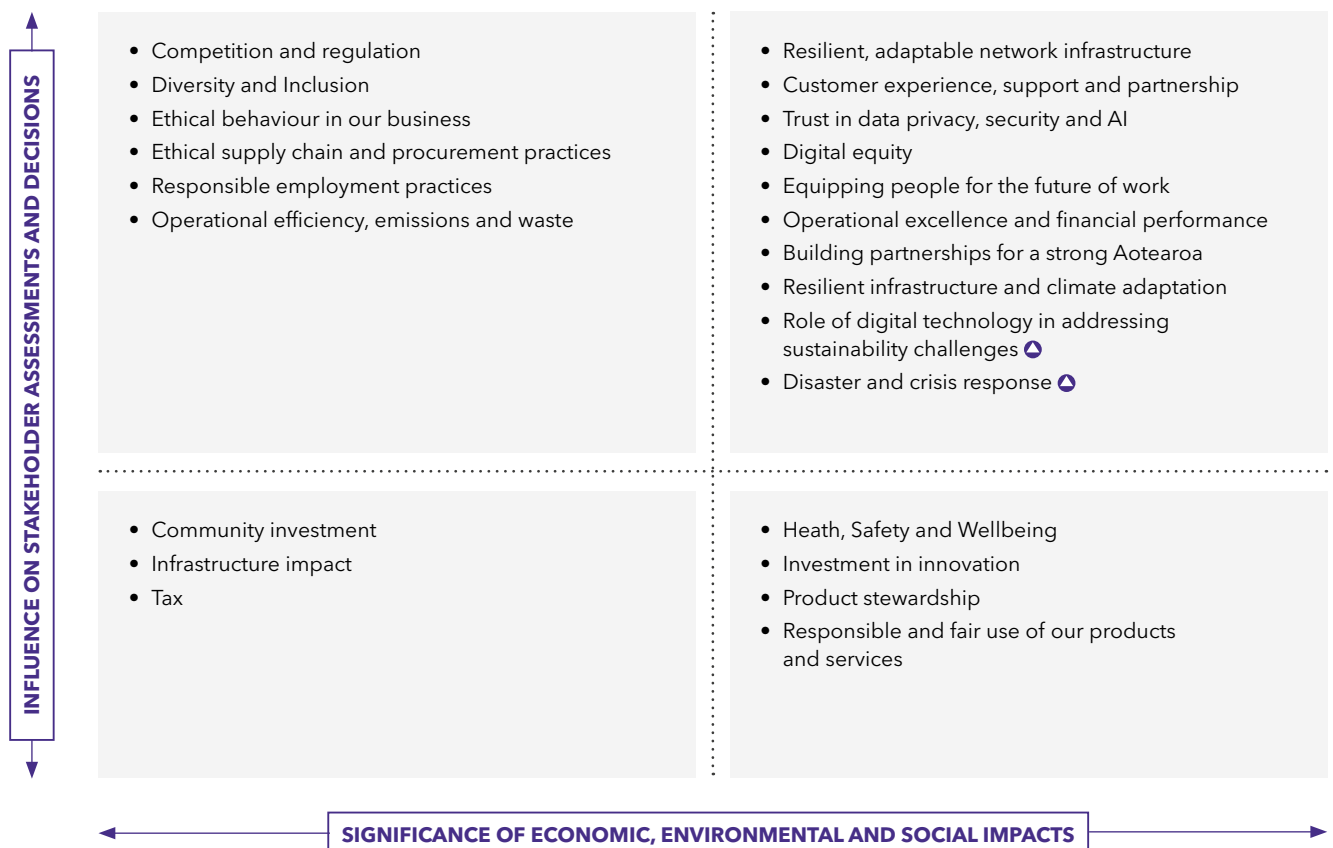 INFLUENCE ON STAKEHOLDER ASSESSMENTS AND DECISIONS
• Competition and regulation
• Diversity and Inclusion
• Ethical behaviour in our business
• Ethical supply chain and procurement practices
• Responsible employment practices
• Operational efficiency, emissions and waste
• Resilient, adaptable network infrastructure
• Customer experience, support and partnership
• Trust in data privacy, security and AI
• Digital equity
• Equipping people for the future of work
• Operational excellence and financial performance
• Building partnerships for a strong Aotearoa
• Resilient infrastructure and climate adaptation
• Role of digital technology in addressing
sustainability challenges
• Disaster and crisis response
• Community investment
• Infrastructure impact
• Tax
• Heath, Safety and Wellbeing
• Investment in innovation
• Product stewardship
• Responsible and fair use of our products
and services
SIGNIFICANCE OF ECONOMIC, ENVIRONMENTAL AND SOCIAL IMPACTS